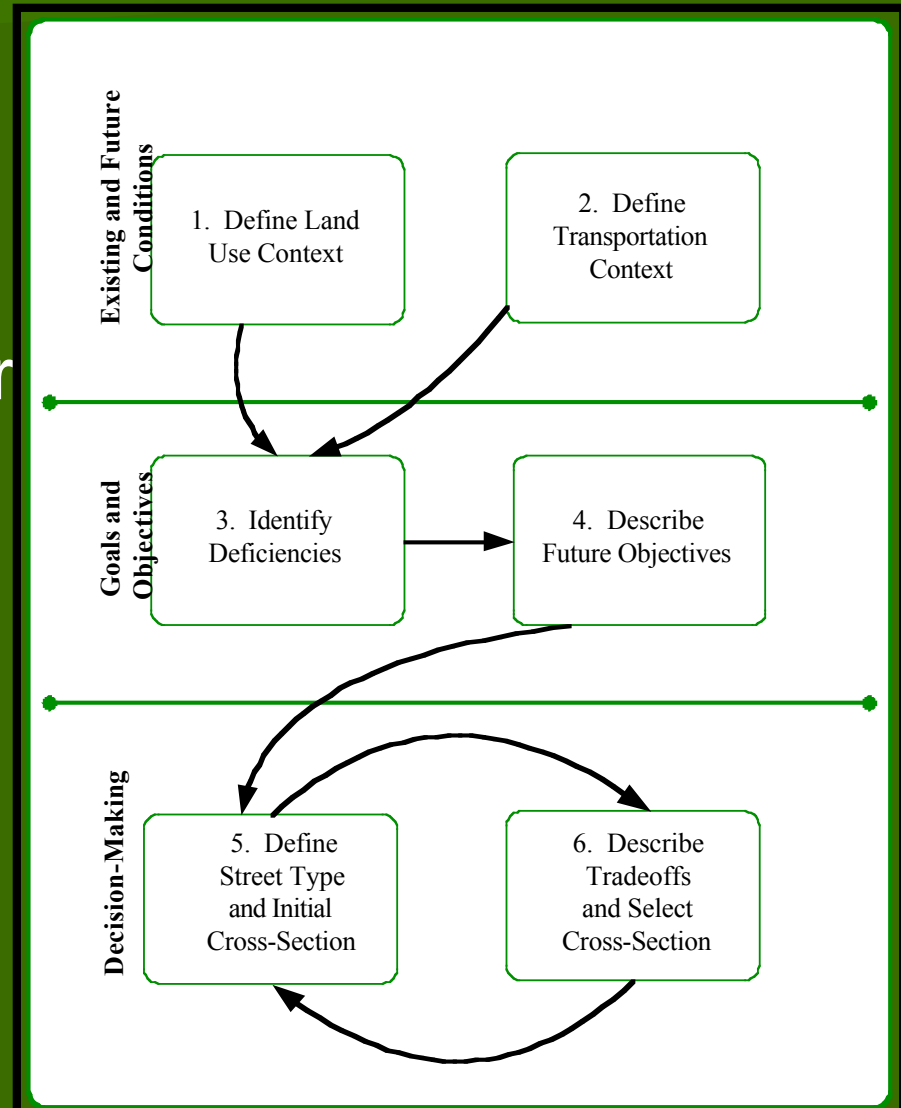 Existing and Future
Conditions
1. Define Land
Use Context
2. Define
Transportation
Context
Goals and
Objectives
3. Identify
Deficiencies
4. Describe
Future Objectives
Decision-Making
5. Define
Street Type
and Initial
Cross-Section
6. Describe
Tradeoffs
and Select
Cross-Section